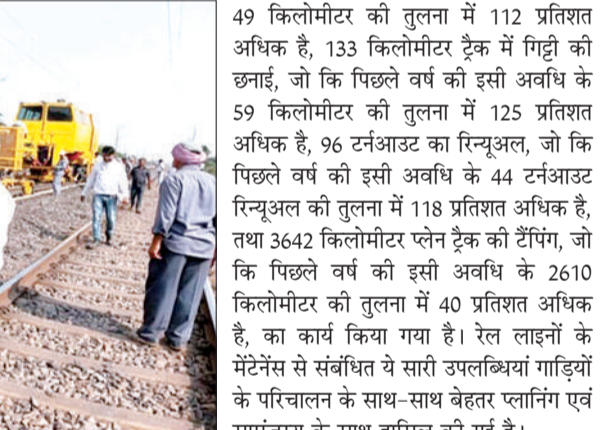 49 किलोमीटर की तुलना में 112 प्रतिशत
अधिक है, 133 किलोमीटर ट्रैक में गिट्टी की
छनाई, जो कि पिछले वर्ष की इसी अवधि के
59 किलोमीटर की तुलना में 125 प्रतिशत
अधिक है, 96 टर्नआउट का रिन्यूअल, जो कि
पिछले वर्ष की इसी अवधि के 44 टर्नआउट
रिन्यूअल की तुलना में 118 प्रतिशत अधिक है,
तथा 3642 किलोमीटर प्लेन ट्रैक की टैंपिंग, जो
कि पिछले वर्ष की इसी अवधि के 2610
किलोमीटर की तुलना में 40 प्रतिशत अधिक
है, का कार्य किया गया है। रेल लाइनों के
मेंटेनेंस से संबंधित ये सारी उपलब्धियां गाड़ियों
के परिचालन के साथ-साथ बेहतर प्लानिंग एवं
के साथ